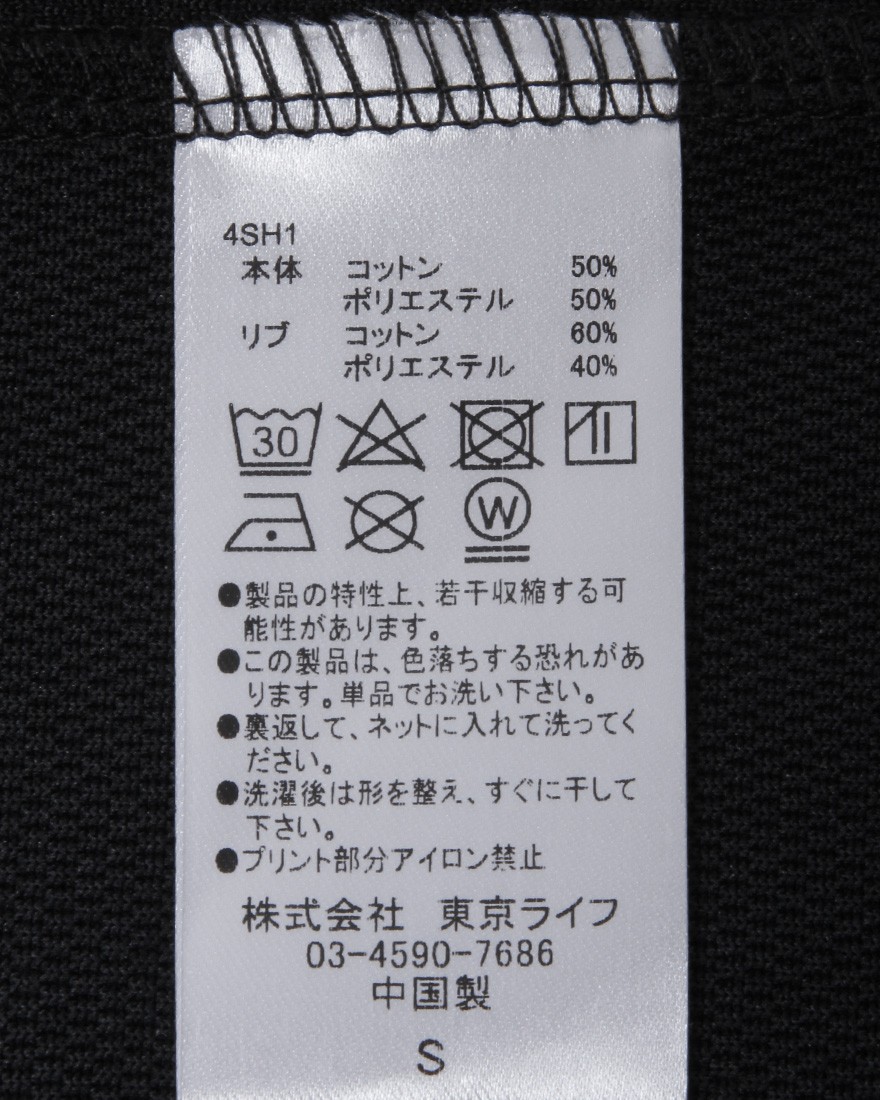 4SH1
本体 コットン 50%
ポリエステル 50%
リブ コットン 60%
ポリエステル 40%
30
W
●製品の特性上、若干収縮する可
能性があります。
●この製品は、色落ちする恐れがあ
ります。単品でお洗い下さい。
●裏返して、ネットに入れて洗ってく
ださい。
●洗濯後は形を整え、すぐに干して
下さい。
●プリント部分アイロン禁止
株式会社 東京ライフ
03-4590-7686
中国製
S